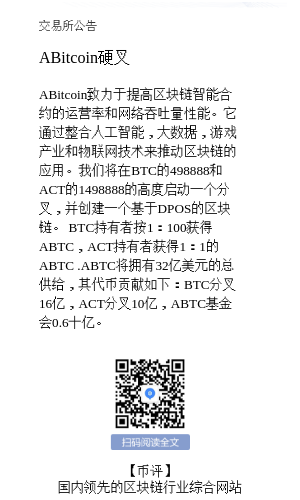 交易所公告
ABitcoin硬叉
ABitcoin致力于提高区块链智能合
约的运营率和网络吞吐量性能。它
通过整合人工智能，大数据，游戏
产业和物联网技术来推动区块链的
应用。我们将在BTC的498888和
ACT的1498888的高度启动一个分
叉，并创建一个基于DPOS的区块
链。 BTC持有者按1：100获得
ABTC，ACT持有者获得1：1的
ABTC .ABTC将拥有32亿美元的总
供给，其代币贡献如下：BTC分叉
16亿，ACT分叉10亿，ABTC基金
会0.6十亿。
扫码阅读全文
【币评】
国内领先的区块链行业综合网站